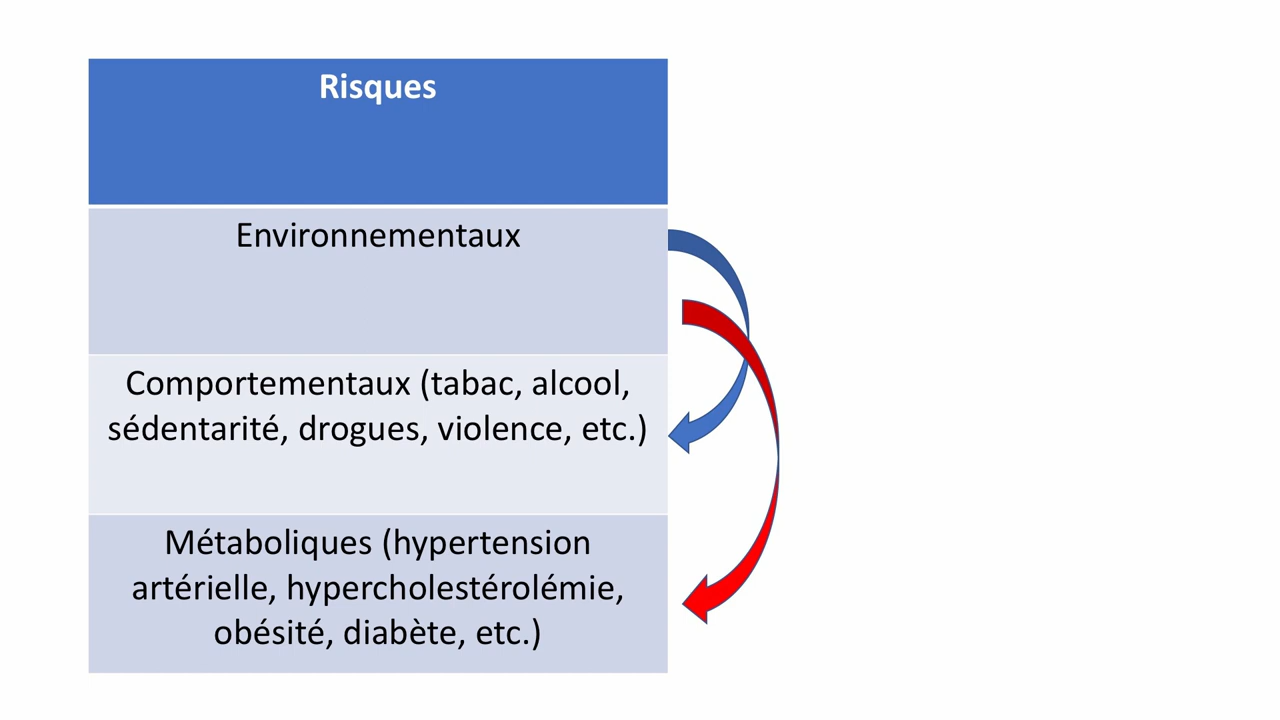 Risques
Environnementaux
Comportementaux (tabac, alcool,
sédentarité, drogues, violence, etc.)
Métaboliques (hypertension
artérielle, hypercholestérolémie,
obésité, diabète, etc.)